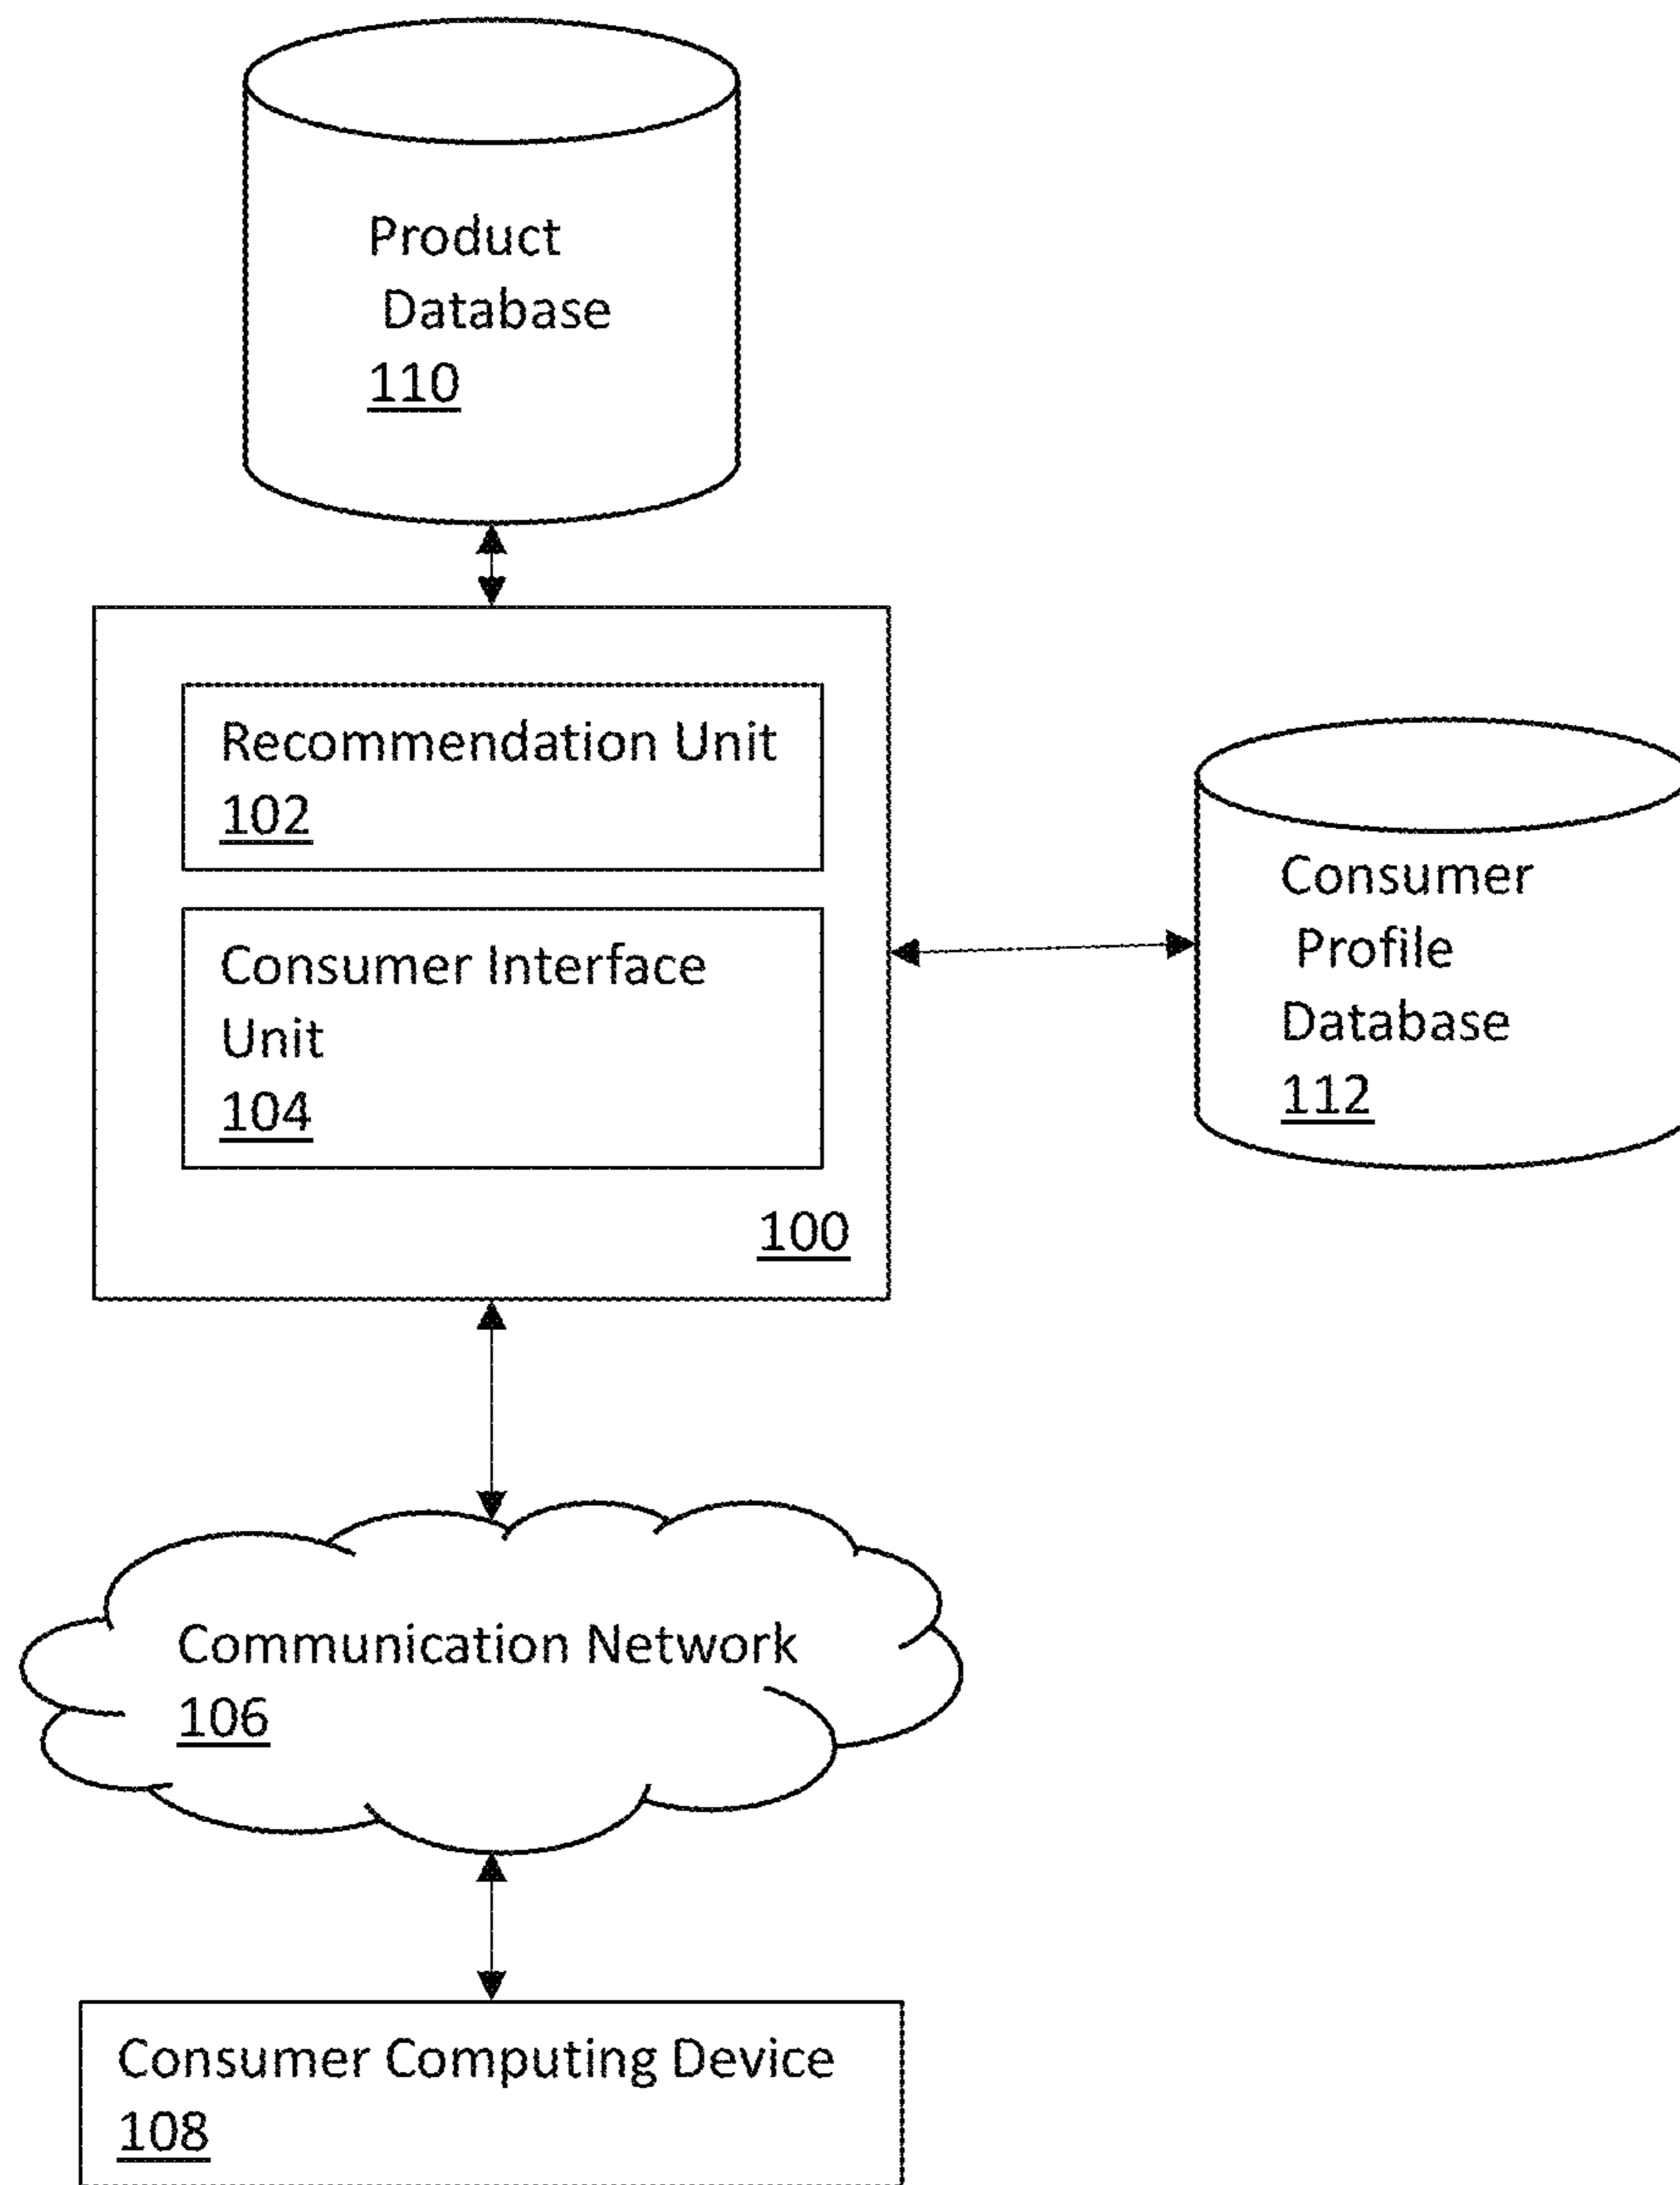 Product
Database
110
Recommendation Unit
102
Consumer Interface
Unit
104
100
Consumer
Profile
Database
112
Communication Network
106
Consumer Computing Device
108